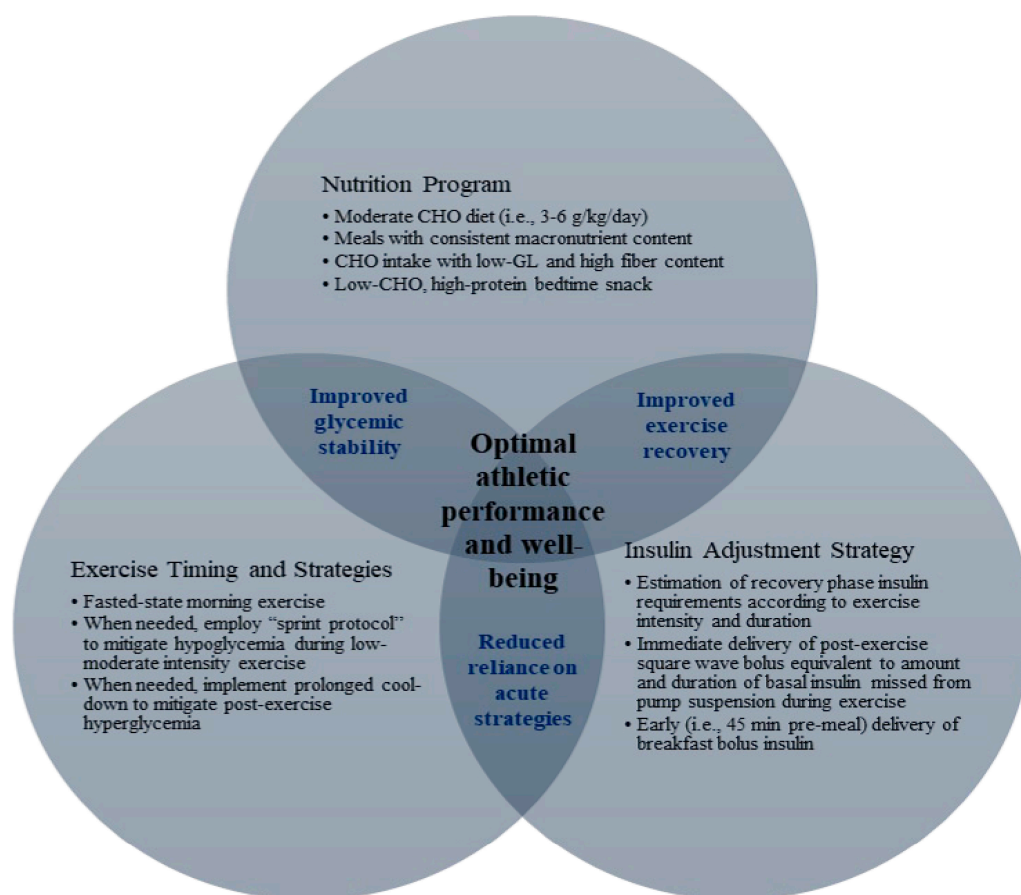 Nutrition Program
• Moderate CHO diet (i.e., 3-6 g/kg/day)
• Meals with consistent macronutrient content
• CHO intake with low-GL and high fiber content
• Low-CHO, high-protein bedtime snack
Improved
glycemic
stability
Improved
exercise
recovery
Optimal
athletic
performance
and well-
being
Exercise Timing and Strategies
• Fasted-state morning exercise
• When needed, employ “sprint protocol”
to mitigate hypoglycemia during low-
moderate intensity exercise
• When needed, implement prolonged cool-
down to mitigate post-exercise
hyperglycemia
Reduced
reliance on
acute
strategies
Insulin Adjustment Strategy
• Estimation of recovery phase insulin
requirements according to exercise
intensity and duration
• Immediate delivery of post-exercise
square wave bolus equivalent to amount
and duration of basal insulin missed from
pump suspension during exercise
• Early (i.e., 45 min pre-meal) delivery of
breakfast bolus insulin